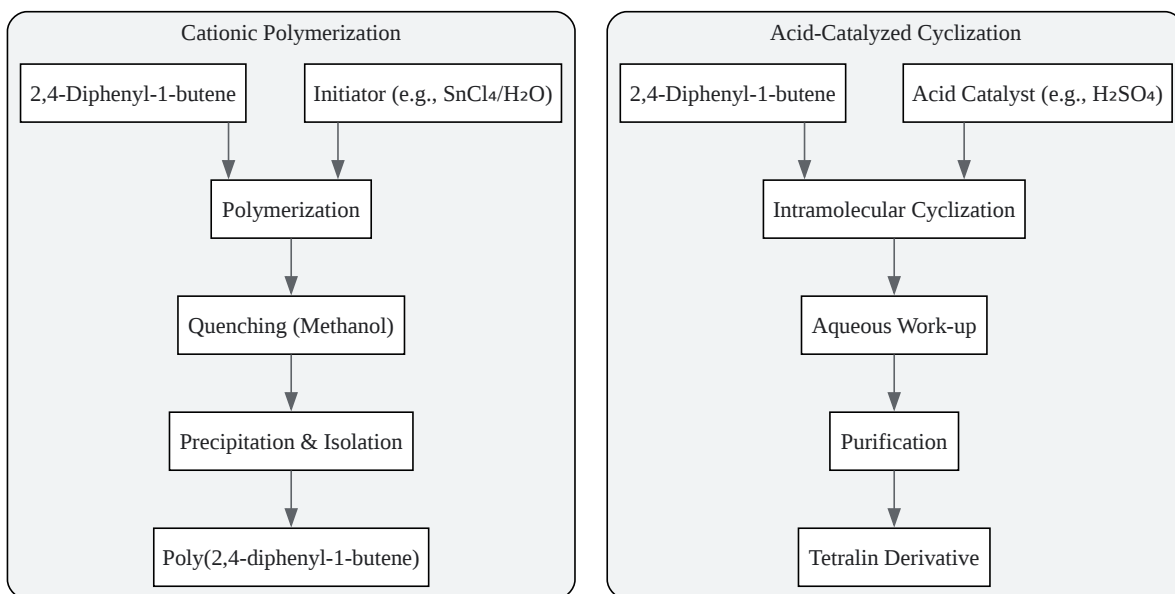 Cationic Polymerization
2,4-Diphenyl-1-butene
Initiator (e.g., SnCl₄/H₂O)
Polymerization
Quenching (Methanol)
Precipitation & Isolation
Poly(2,4-diphenyl-1-butene)
Acid-Catalyzed Cyclization
2,4-Diphenyl-1-butene
Acid Catalyst (e.g., H₂SO₄)
Intramolecular Cyclization
Aqueous Work-up
Purification
Tetralin Derivative